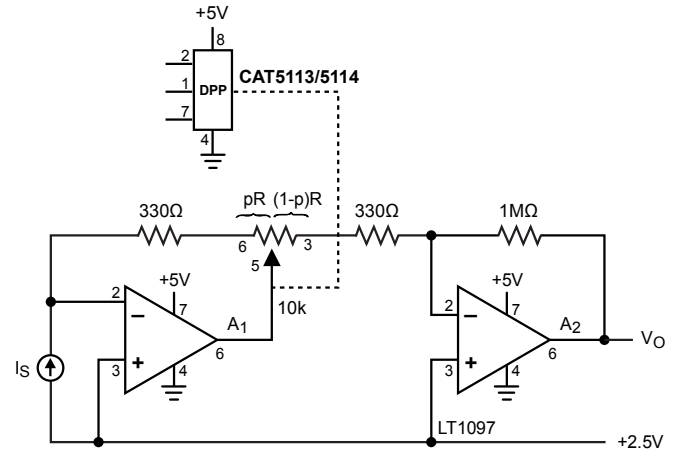 +5V
8
2
CAT5113/5114
1
DPP
7
4
pR (1-p)R
330Ω
330Ω
1MΩ
6
3
5
+5V
+5V
10k
2
7
A1
2
7
A2
–
–
6
6
VO
IS
+
+
3
4
3
4
LT1097
+2.5V